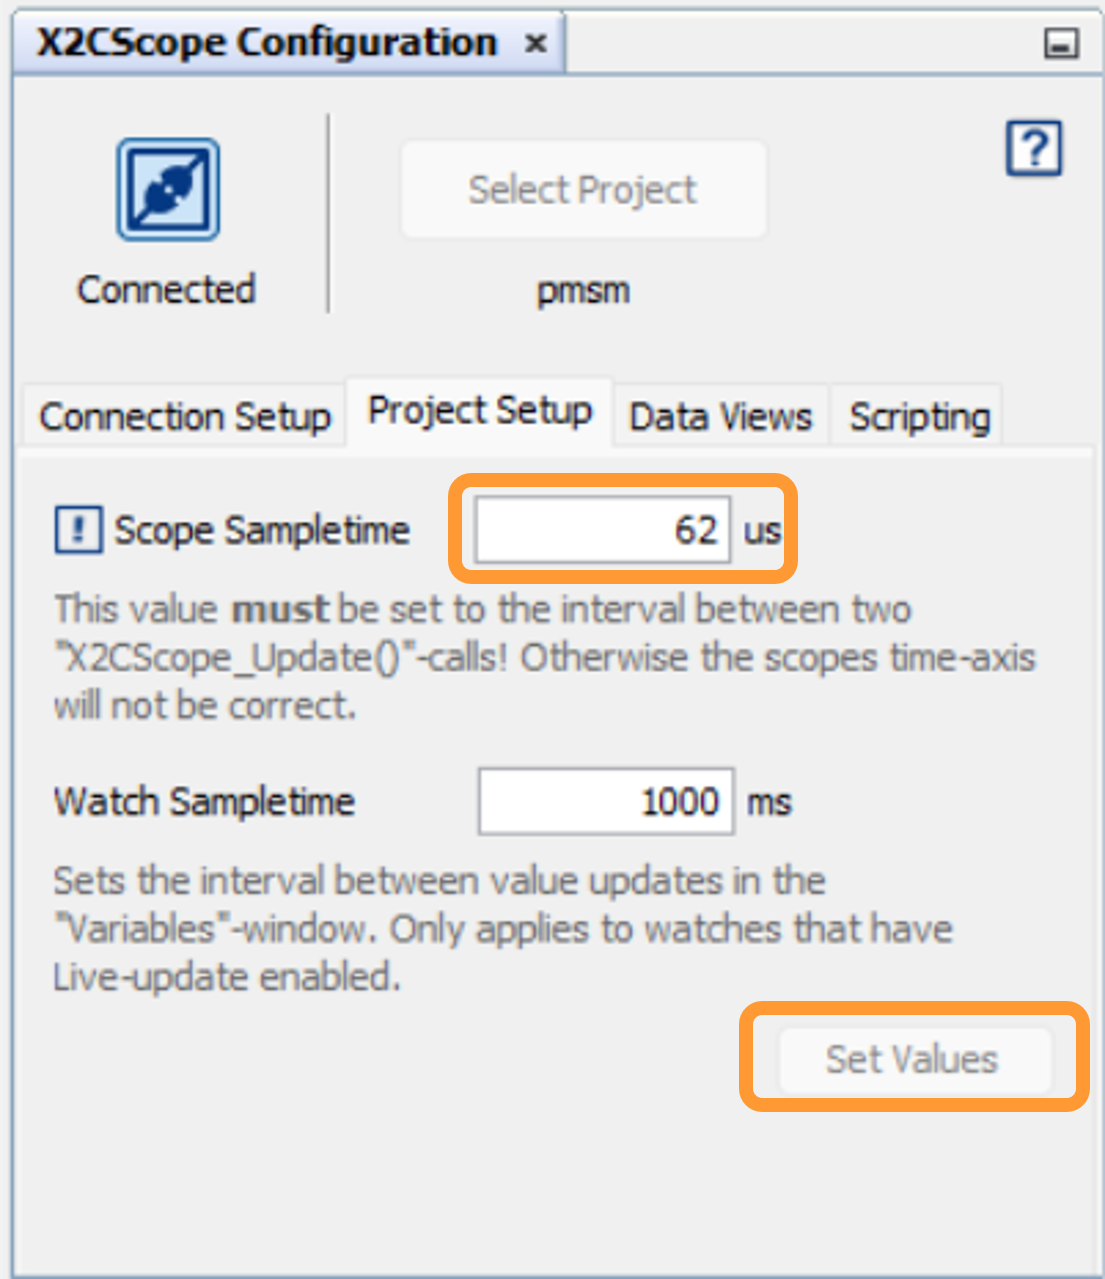 X2CScope Configuration ×
?
Select Project
Connected
pmsm
Connection Setup Project Setup Data Views Scripting
! Scope Sampletime 62 us
This value must be set to the interval between two
"X2CScope_Update()"-calls! Otherwise the scopes time-axis
will not be correct.
Watch Sampletime 1000 ms
Sets the interval between value updates in the
"Variables"-window. Only applies to watches that have
Live-update enabled.
Set Values